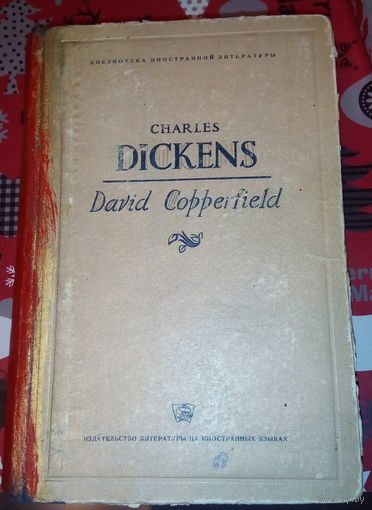 БИБЛИОТЕКА ИНОСТРАННОЙ ЛИТЕРАТУРЫ
CHARLES
DICKENS
David Copperfield
ИЗДАТЕЛЬСТВО ЛИТЕРАТУРЫ НА ИНОСТРАННЫХ ЯЗЫКАХ